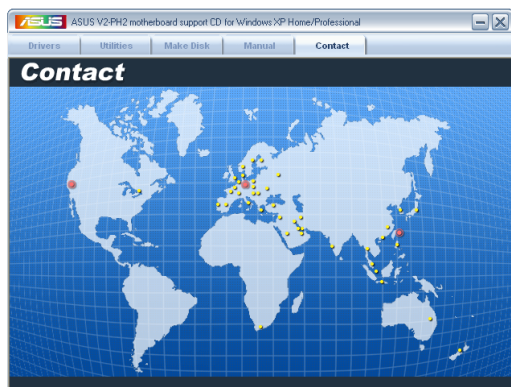 ASUS ASUS V2-PH2 motherboard support CD for Windows XP Home/Professional
Drivers Utilities Make Disk Manual Contact
Contact